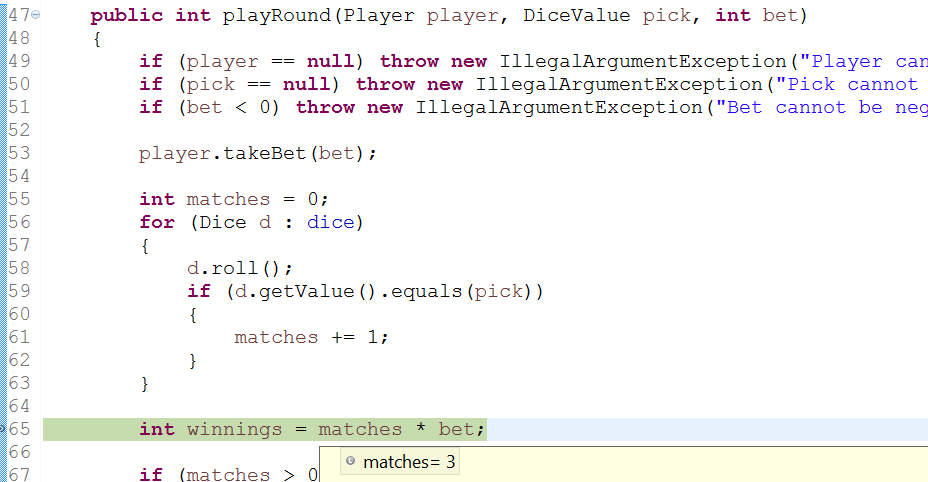 47 public int playRound(Player player, DiceValue pick, int bet)
48 {
49 if (player == null) throw new IllegalArgumentException("Player can
50 if (pick == null) throw new IllegalArgumentException("Pick cannot
51 if (bet < 0) throw new IllegalArgumentException("Bet cannot be neg
52
53 player.takeBet(bet);
54
55 int matches = 0;
56 for (Dice d : dice)
57 {
58 d.roll();
59 if (d.getValue().equals(pick))
60 {
61 matches += 1;
62 }
63 }
64
65 int winnings = matches * bet;
66
matches= 3
67 if (matches > 0